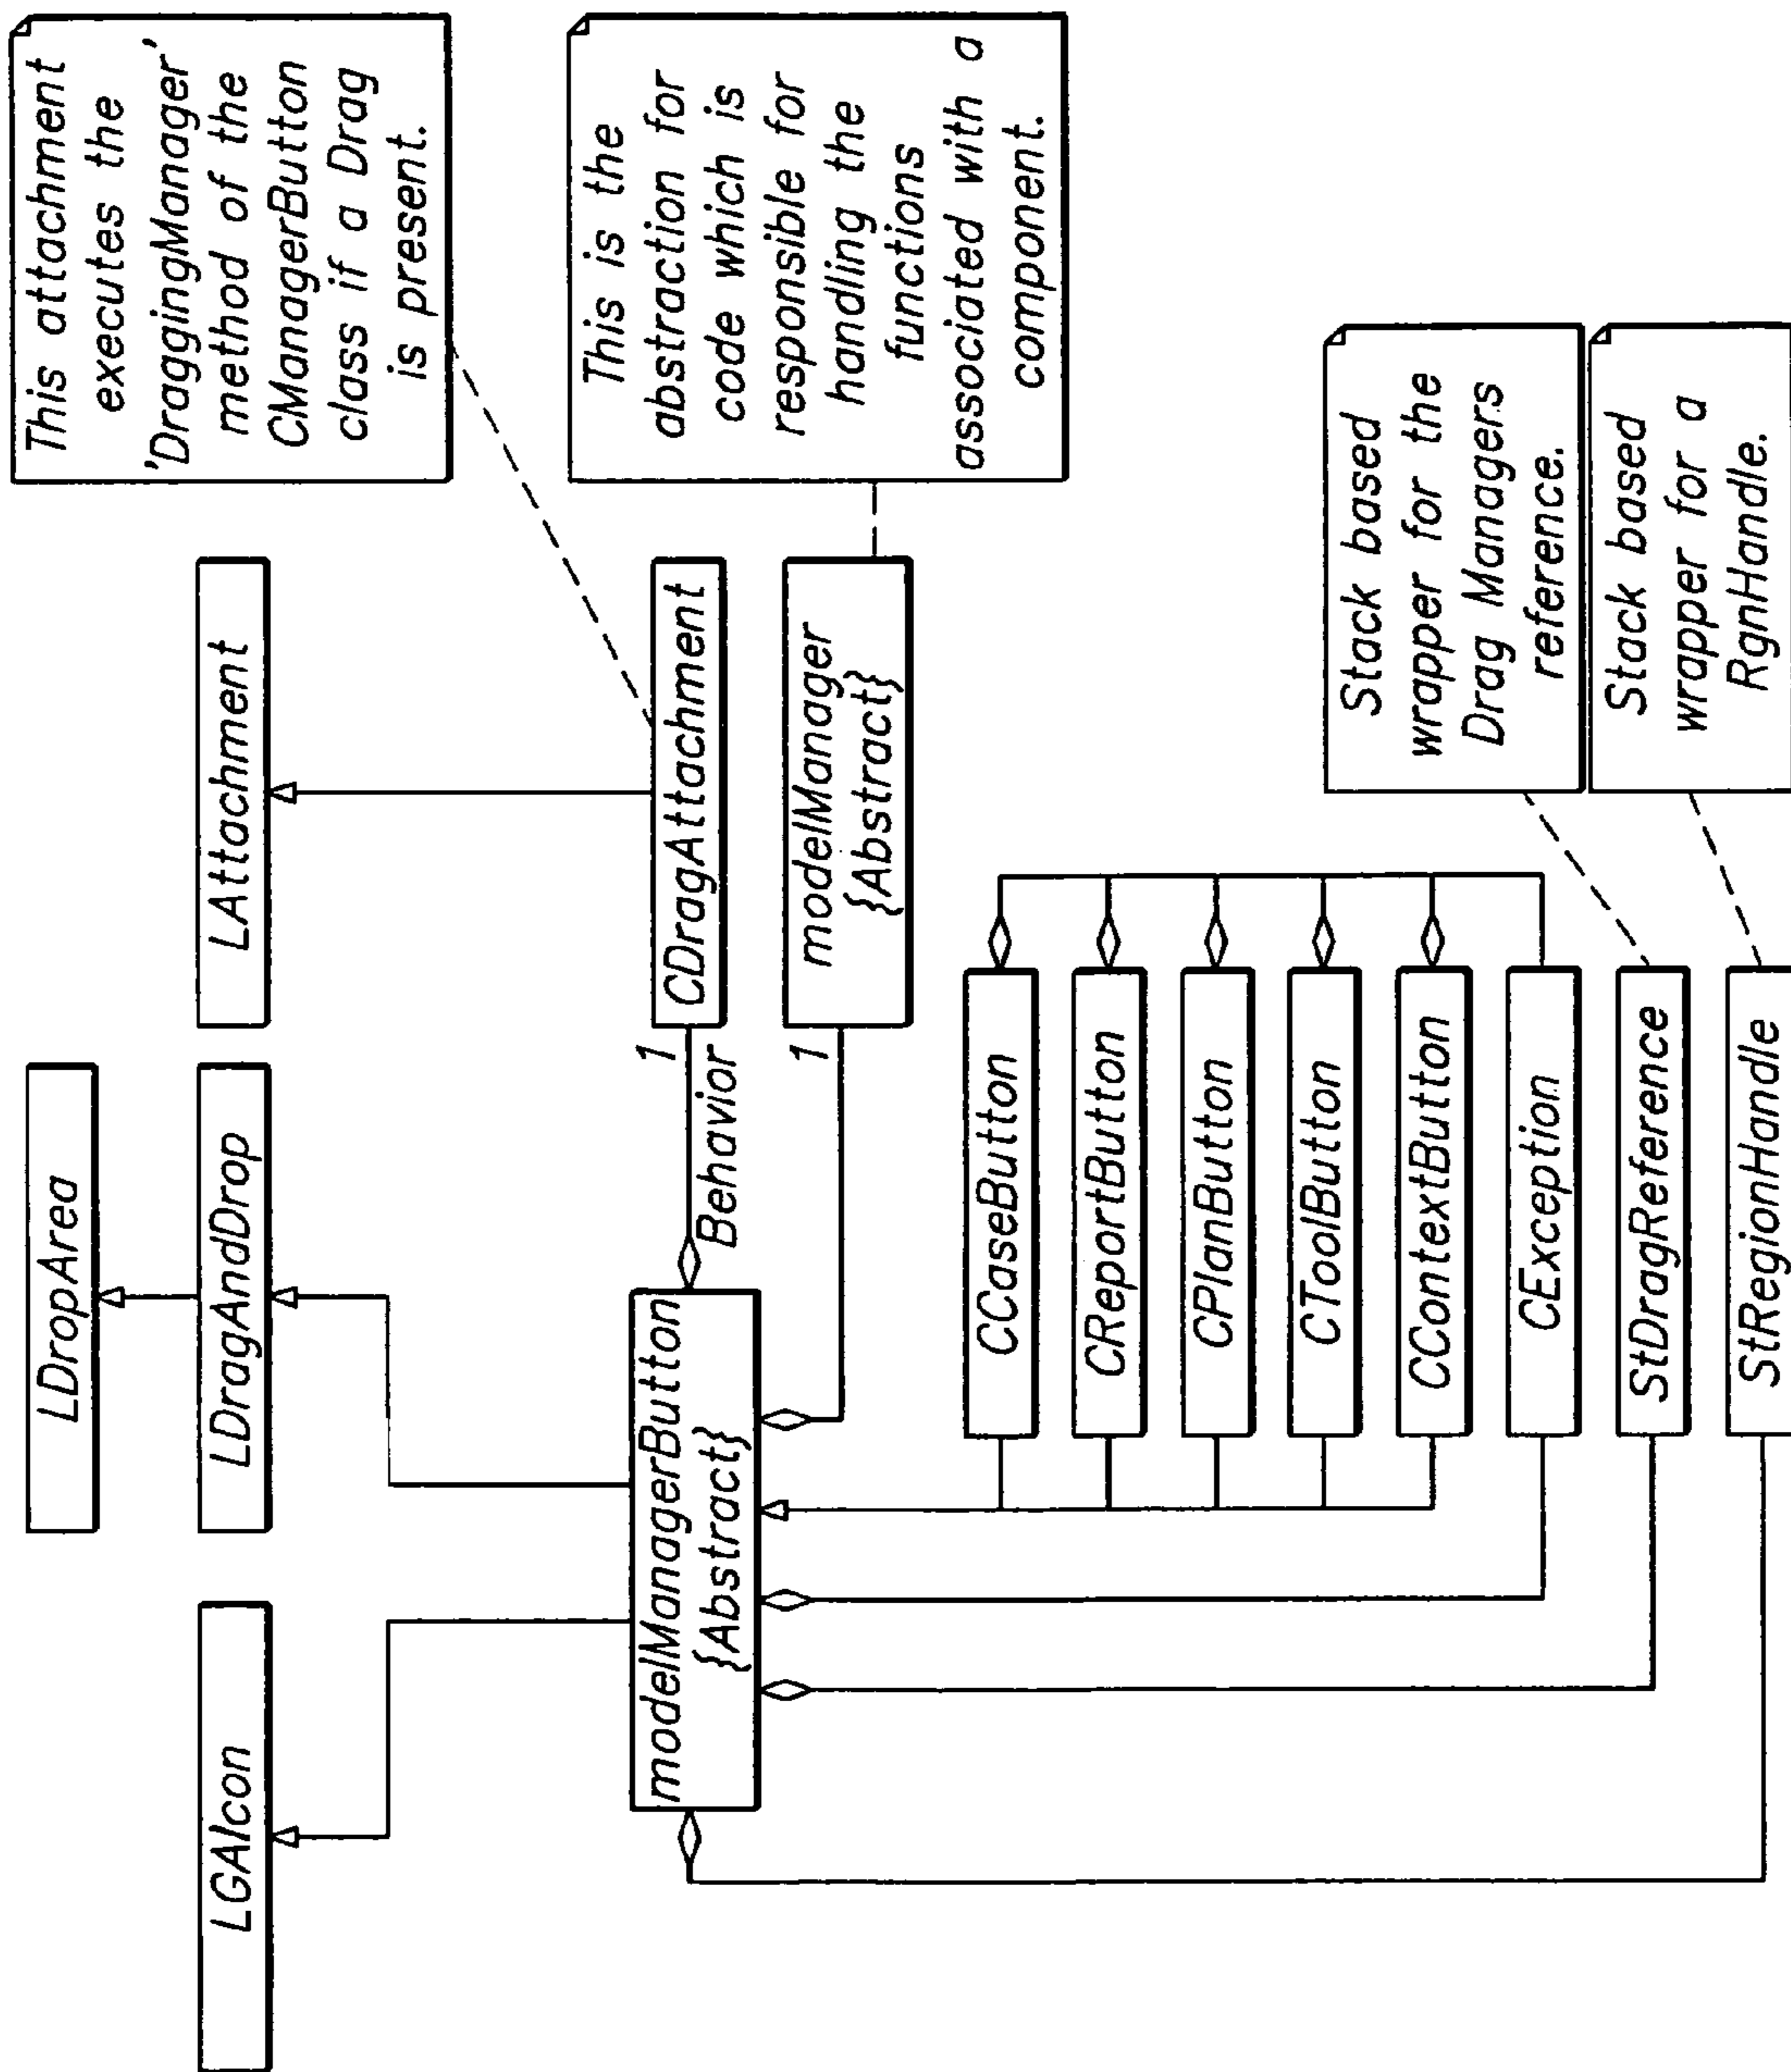 LDropArea
LGAIcon
LDragAndDrop
LAttachment
This attachment
executes the
'DraggingManager'
method of the
CManagerButton
class if a Drag
is present.
modelManagerButton
{Abstract}
1
Behavior
CDragAttachment
1
modelManager
{Abstract}
This is the
abstraction for
code which is
responsible for
handling the
functions
associated with a
component.
CCaseButton
CReportButton
CPlanButton
CToolButton
CContextButton
CException
StDragReference
StRegionHandle
Stack based
wrapper for the
Drag Managers
reference.
Stack based
wrapper for a
RgnHandle.